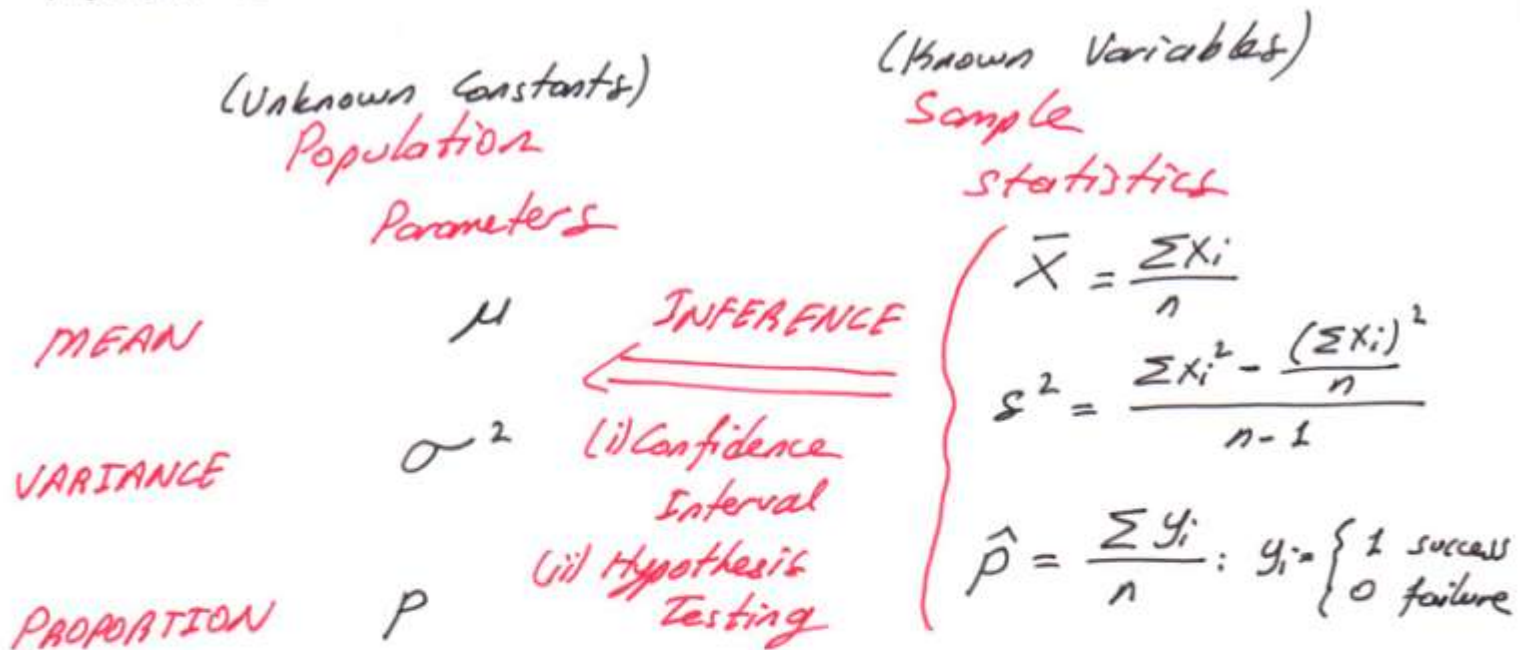 (Unknown Constants)
Population
Parameters
(Known Variables)
Sample
statistics
MEAN μ
VARIANCE σ²
PROPORTION p
INFERENCE
(i) Confidence
Interval
(ii) Hypothesis
Testing
X̄ = ΣXi / n
s² = (Σxi² - (Σxi)² / n) / (n-1)
p̂ = Σyi / n : yi = { 1 success
0 failure